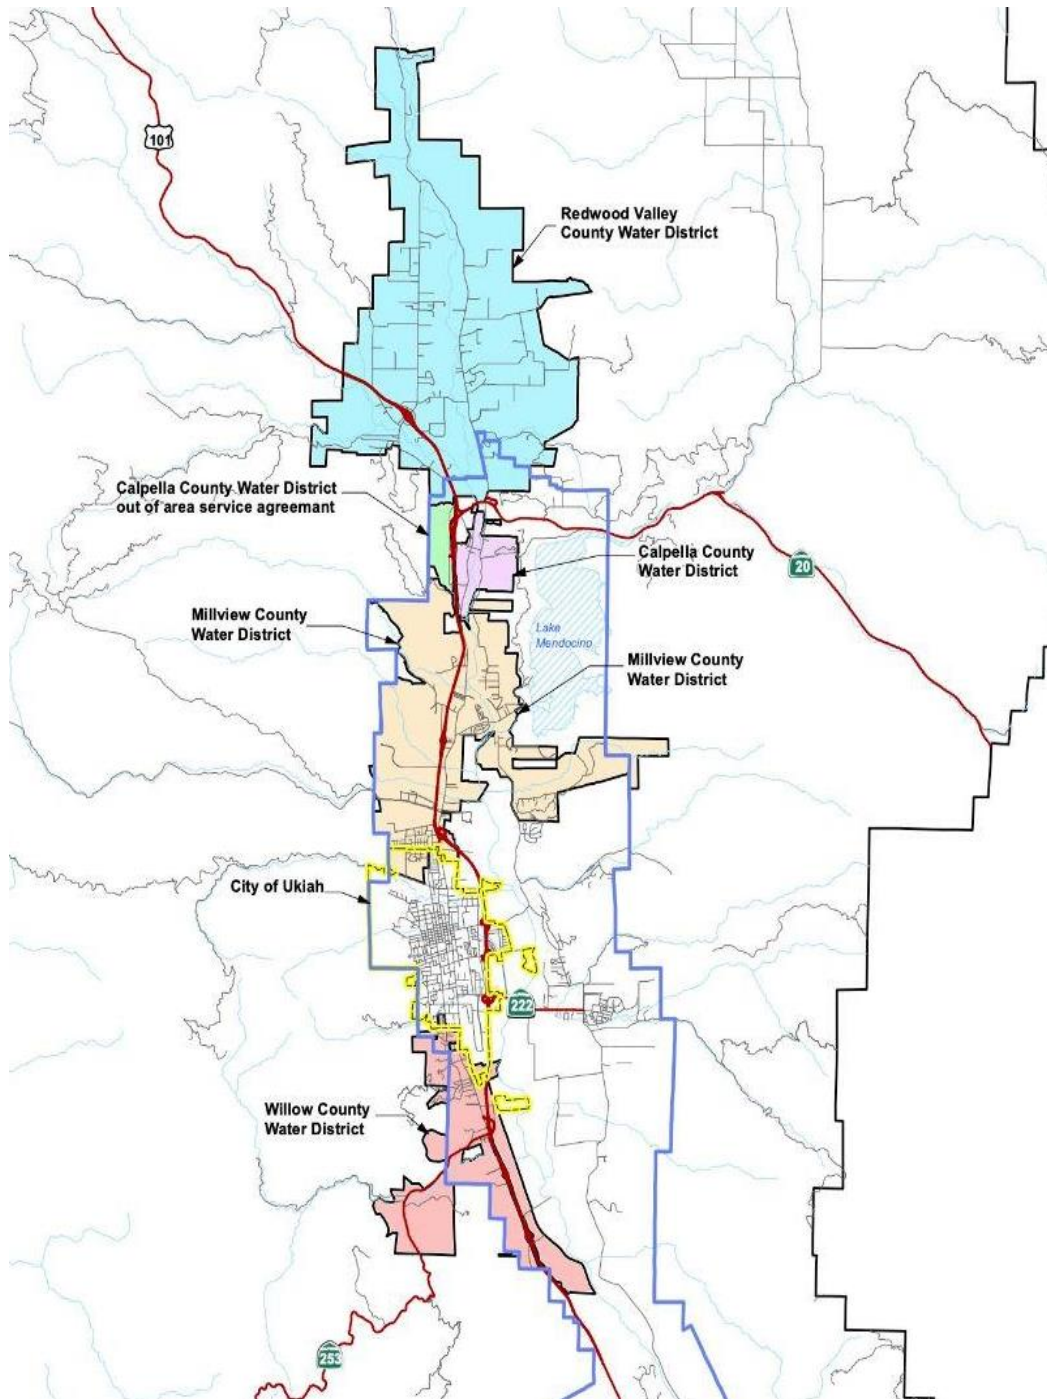 101
Redwood Valley
County Water District
Calpella County Water District
out of area service agreemant
Calpella County
Water District
20
Millview County
Water District
Lake
Mendocino
Millview County
Water District
City of Ukiah
222
Willow County
Water District
253